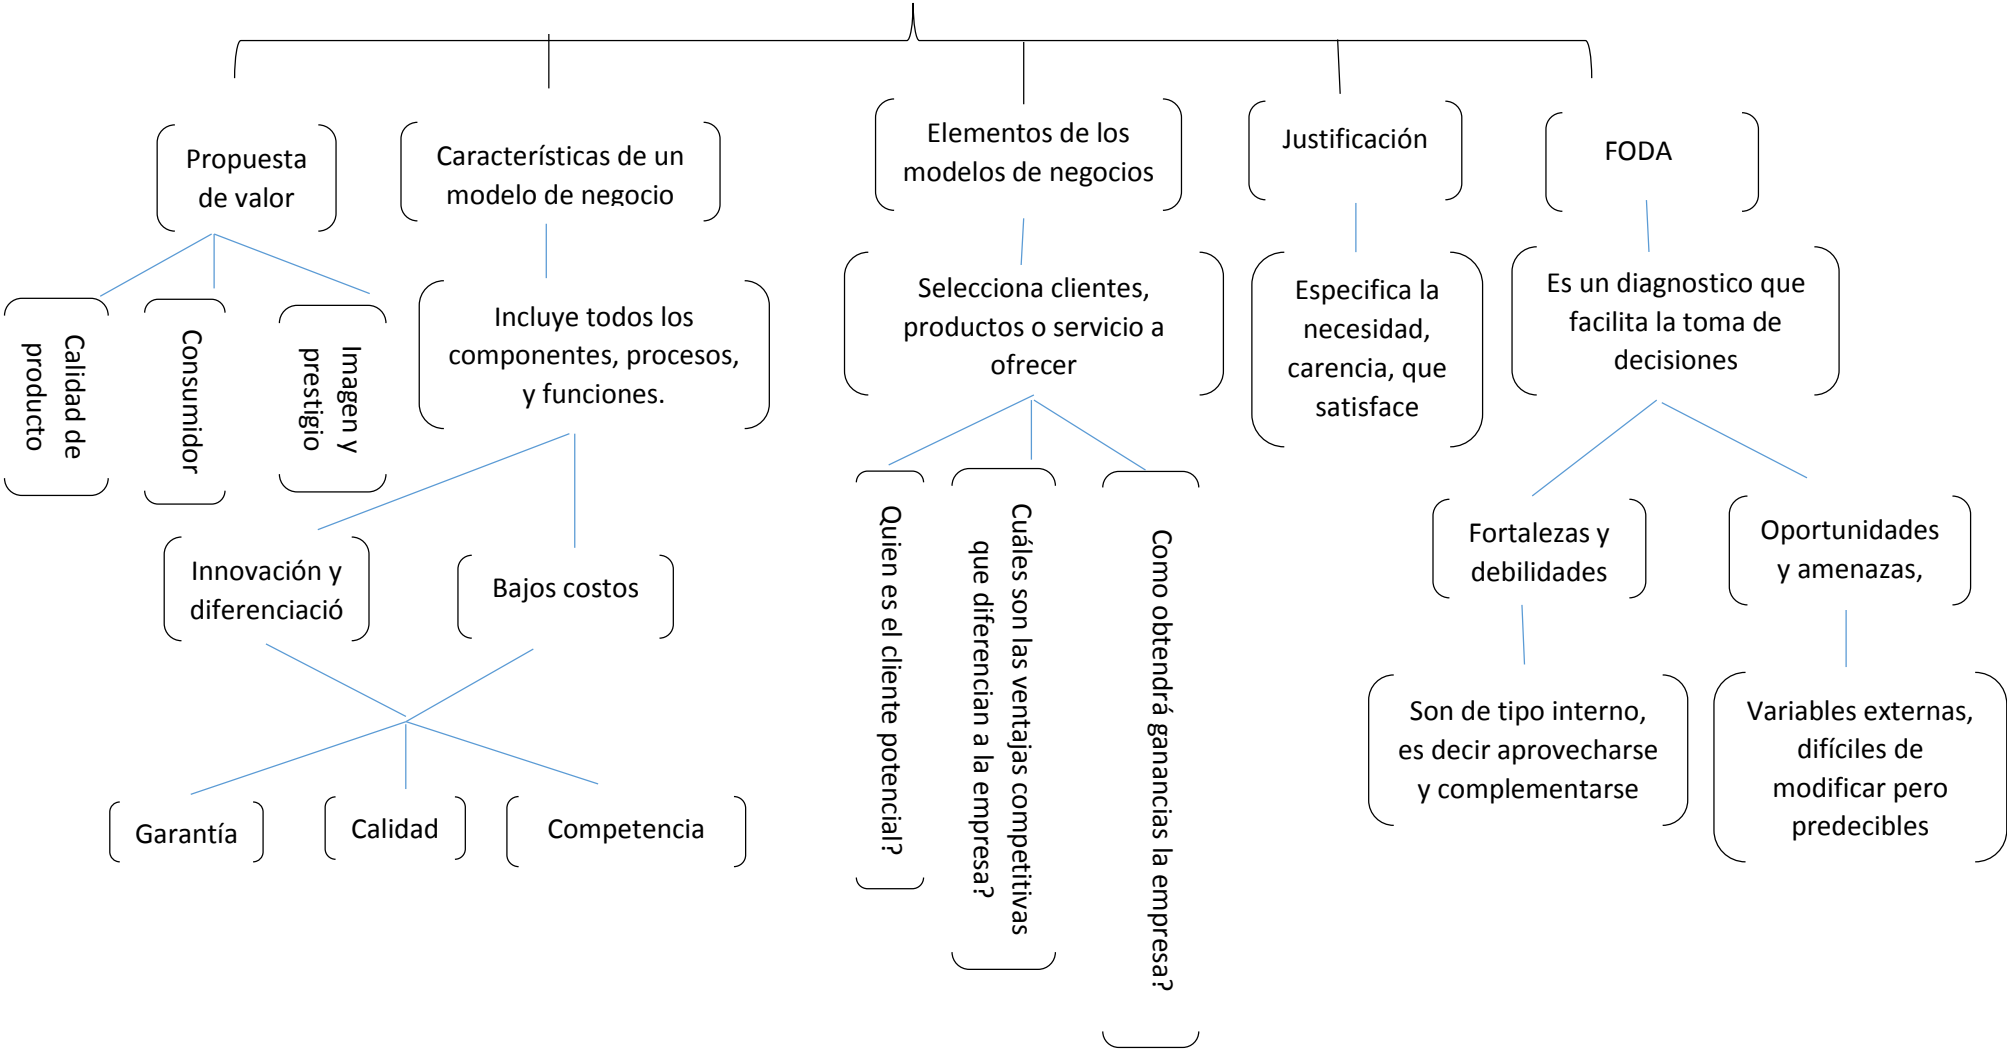 Propuesta
de valor
Característicasde un
modelo de negocio
Elementos de los
modelos de negocios
Justificación
FODA
Calidad de
producto
Consumidor
Imagen y
prestigio
Incluye todos los
componentes, procesos,
y funciones.
Selecciona clientes,
productos o servicio a
ofrecer
Especifica la
necesidad,
carencia, que
satisface
Es un diagnostico que
facilita la toma de
decisiones
Innovación y
diferenciació
Bajos costos
Quien es el cliente potencial?
Cuáles son las ventajas competitivas
que diferencian a la empresa?
Como obtendrá ganancias la empresa?
Fortalezas y
debilidades
Oportunidades
y amenazas,
Garantía
Calidad
Competencia
Son de tipo interno,
es decir aprovecharse
y complementarse
Variables externas,
difíciles de
modificar pero
predecibles